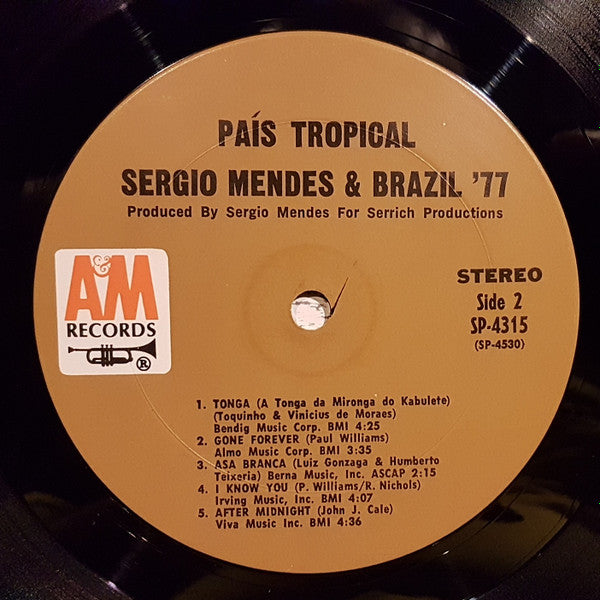 PAÍS TROPICAL
SERGIO MENDES & BRAZIL '77
Produced By Sergio Mendes For Serrich Productions
A&M
RECORDS
®
STEREO
Side 2
SP-4315
(SP-4530)
1. TONGA (A Tonga da Mironga do Kabulete)
(Toquinho & Vinicius de Moraes)
Bendig Music Corp. BMI 4:25
2. GONE FOREVER (Paul Williams)
Almo Music Corp. BMI 3:35
3. ASA BRANCA (Luiz Gonzaga & Humberto
Teixeria) Berna Music, Inc. ASCAP 2:15
4. I KNOW YOU (P. Williams/R. Nichols)
Irving Music, Inc. BMI 4:07
5. AFTER MIDNIGHT (John J. Cale)
Viva Music Inc. BMI 4:36